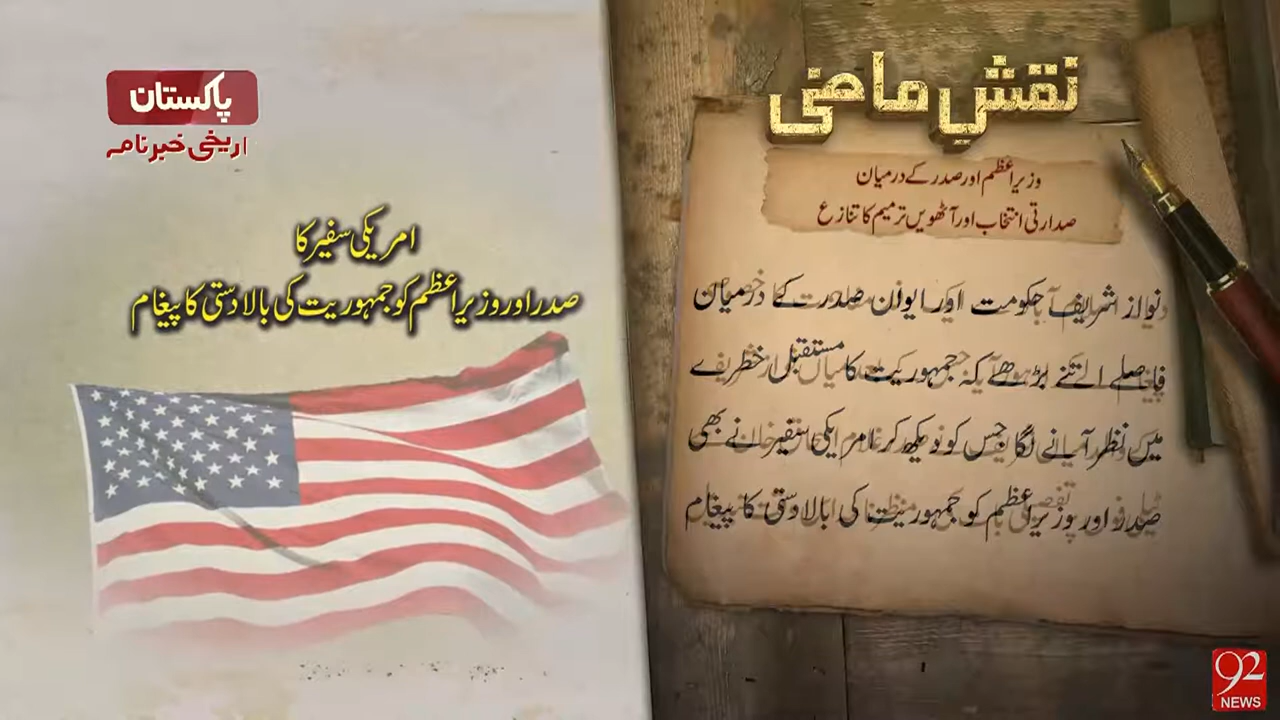 پاکستان
اریخی خبرنامہ
امریکی سفیر کا
صدر اور وزیراعظم کو جمہوریت کی بالادستی کا پیغام
نقشِ ماضی
وزیراعظم اور صدر کے درمیان
صدارتی انتخاب اور آٹھویں ترمیم کا تنازع
نواز شریف حکومت اور ایوان صدر کے درمیان
فاصلے اتنے بڑھے کہ جمہوریت کا مستقبل خطرے
میں نظر آنے لگا جس کو دیکھ کر امریکی سفیر نے بھی
صدر اور وزیراعظم کو جمہوریت کی بالادستی کا پیغام
92
NEWS